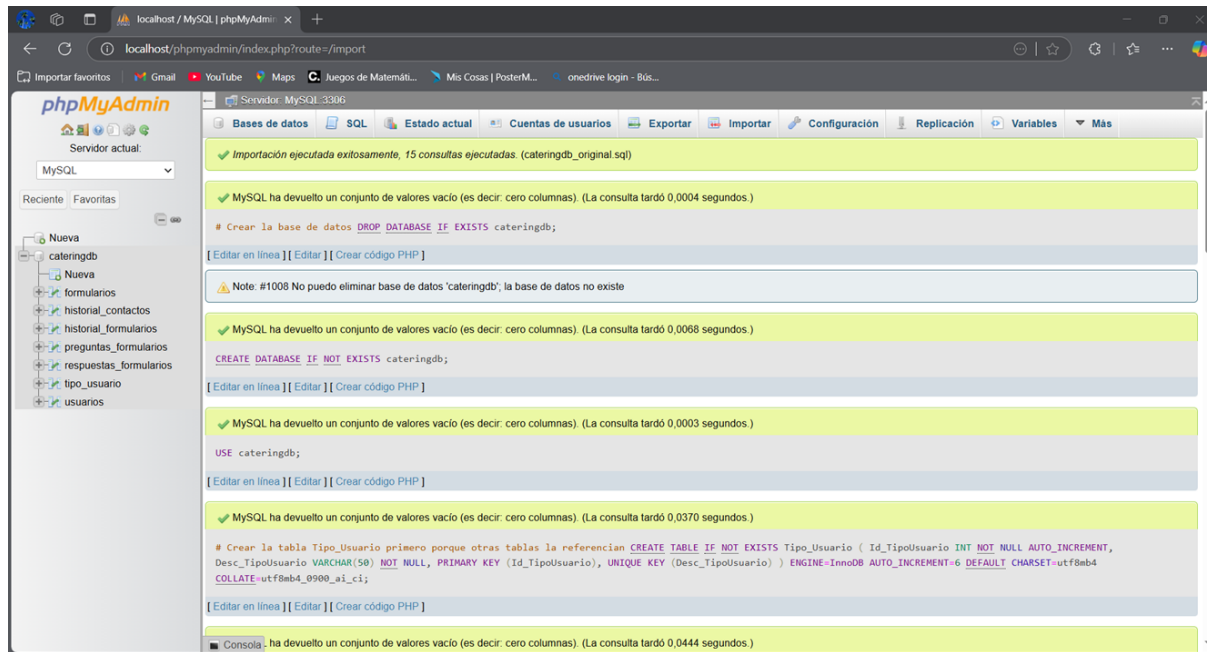 localhost / MySQL | phpMyAdmin
localhost/phpmyadmin/index.php?route=/import
Importar favoritos
Gmail
YouTube
Maps
Juegos de Matemáti...
Mis Cosas | PosterM...
onedrive login - Bús...
phpMyAdmin
Servidor actual:
MySQL
Reciente Favoritas
Nueva
cateringdb
Nueva
formularios
historial_contactos
historial_formularios
preguntas_formularios
respuestas_formularios
tipo_usuario
usuarios
Servidor: MySQL:3306
Bases de datos SQL Estado actual Cuentas de usuarios Exportar Importar Configuración Replicación Variables Más
Importación ejecutada exitosamente, 15 consultas ejecutadas. (cateringdb_original.sql)
MySQL ha devuelto un conjunto de valores vacío (es decir: cero columnas). (La consulta tardó 0,0004 segundos.)
# Crear la base de datos DROP DATABASE IF EXISTS cateringdb;
[ Editar en línea ] [ Editar ] [ Crear código PHP ]
Note: #1008 No puedo eliminar base de datos 'cateringdb'; la base de datos no existe
MySQL ha devuelto un conjunto de valores vacío (es decir: cero columnas). (La consulta tardó 0,0068 segundos.)
CREATE DATABASE IF NOT EXISTS cateringdb;
[ Editar en línea ] [ Editar ] [ Crear código PHP ]
MySQL ha devuelto un conjunto de valores vacío (es decir: cero columnas). (La consulta tardó 0,0003 segundos.)
USE cateringdb;
[ Editar en línea ] [ Editar ] [ Crear código PHP ]
MySQL ha devuelto un conjunto de valores vacío (es decir: cero columnas). (La consulta tardó 0,0370 segundos.)
# Crear la tabla Tipo_Usuario primero porque otras tablas la referencian CREATE TABLE IF NOT EXISTS Tipo_Usuario ( Id_TipoUsuario INT NOT NULL AUTO_INCREMENT,
Desc_TipoUsuario VARCHAR(50) NOT NULL, PRIMARY KEY (Id_TipoUsuario), UNIQUE KEY (Desc_TipoUsuario) ) ENGINE=InnoDB AUTO_INCREMENT=6 DEFAULT CHARSET=utf8mb4
COLLATE=utf8mb4_0900_ai_ci;
[ Editar en línea ] [ Editar ] [ Crear código PHP ]
Consola ha devuelto un conjunto de valores vacío (es decir: cero columnas). (La consulta tardó 0,0444 segundos.)